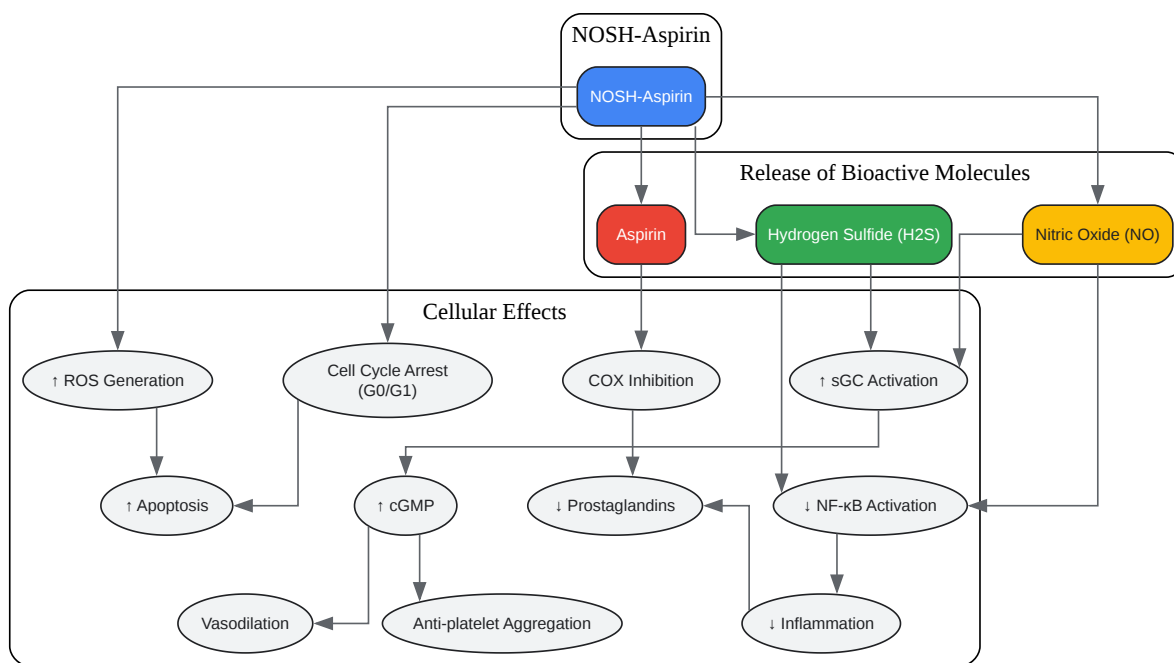 NOSH-Aspirin
NOSH-Aspirin
Release of Bioactive Molecules
Aspirin
Hydrogen Sulfide (H2S)
Nitric Oxide (NO)
Cellular Effects
↑ ROS Generation
Cell Cycle Arrest
(G0/G1)
COX Inhibition
↑ sGC Activation
↑ Apoptosis
↑ cGMP
↓ Prostaglandins
↓ NF-κB Activation
Vasodilation
Anti-platelet Aggregation
↓ Inflammation